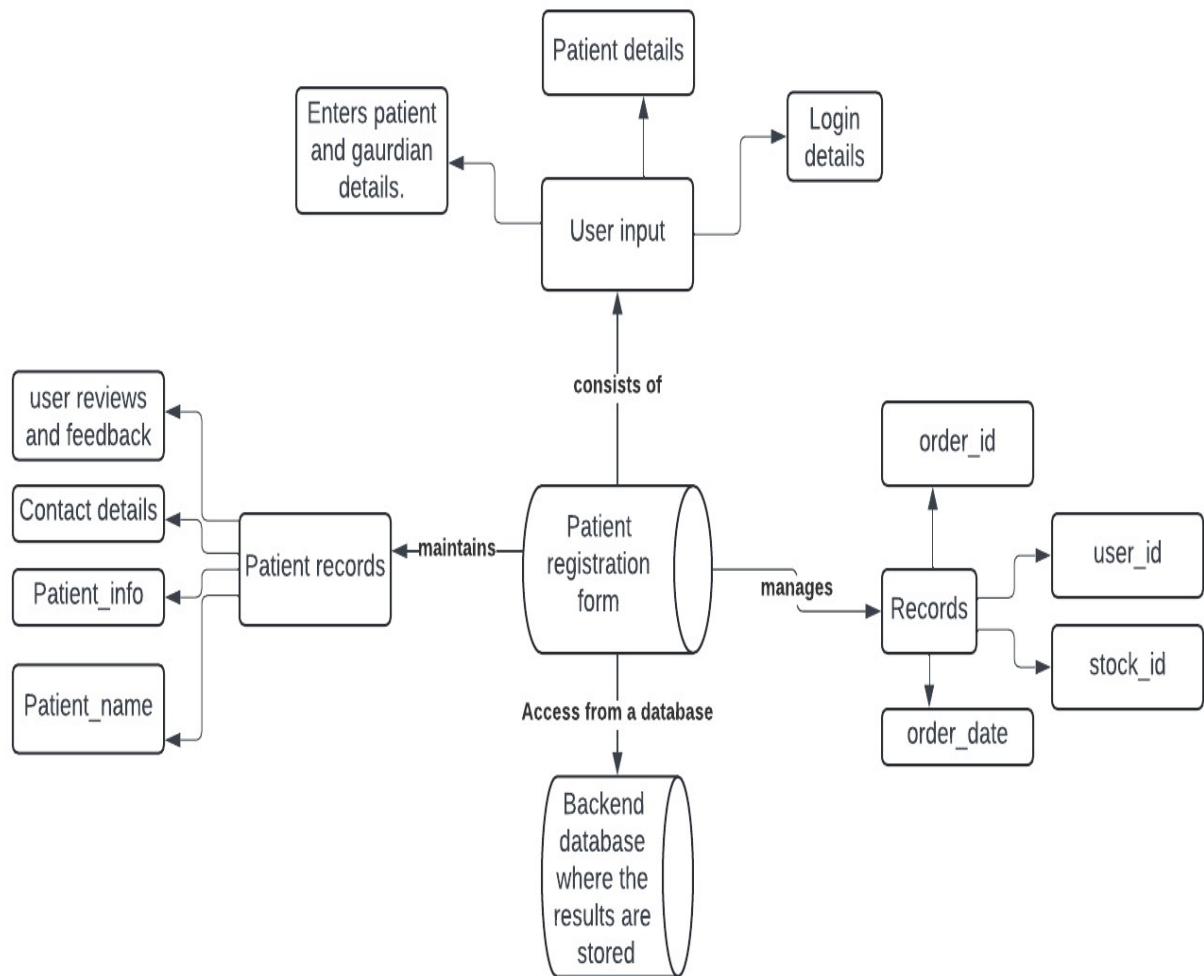 Patient details
Enters patient
and gaurdian
details.
Login
details
User input
consists of
user reviews
and feedback
Contact details
Patient_info
Patient_name
Patient records
maintains
Patient
registration
form
manages
order_id
user_id
Records
stock_id
order_date
Access from a database
Backend
database
where the
results are
stored